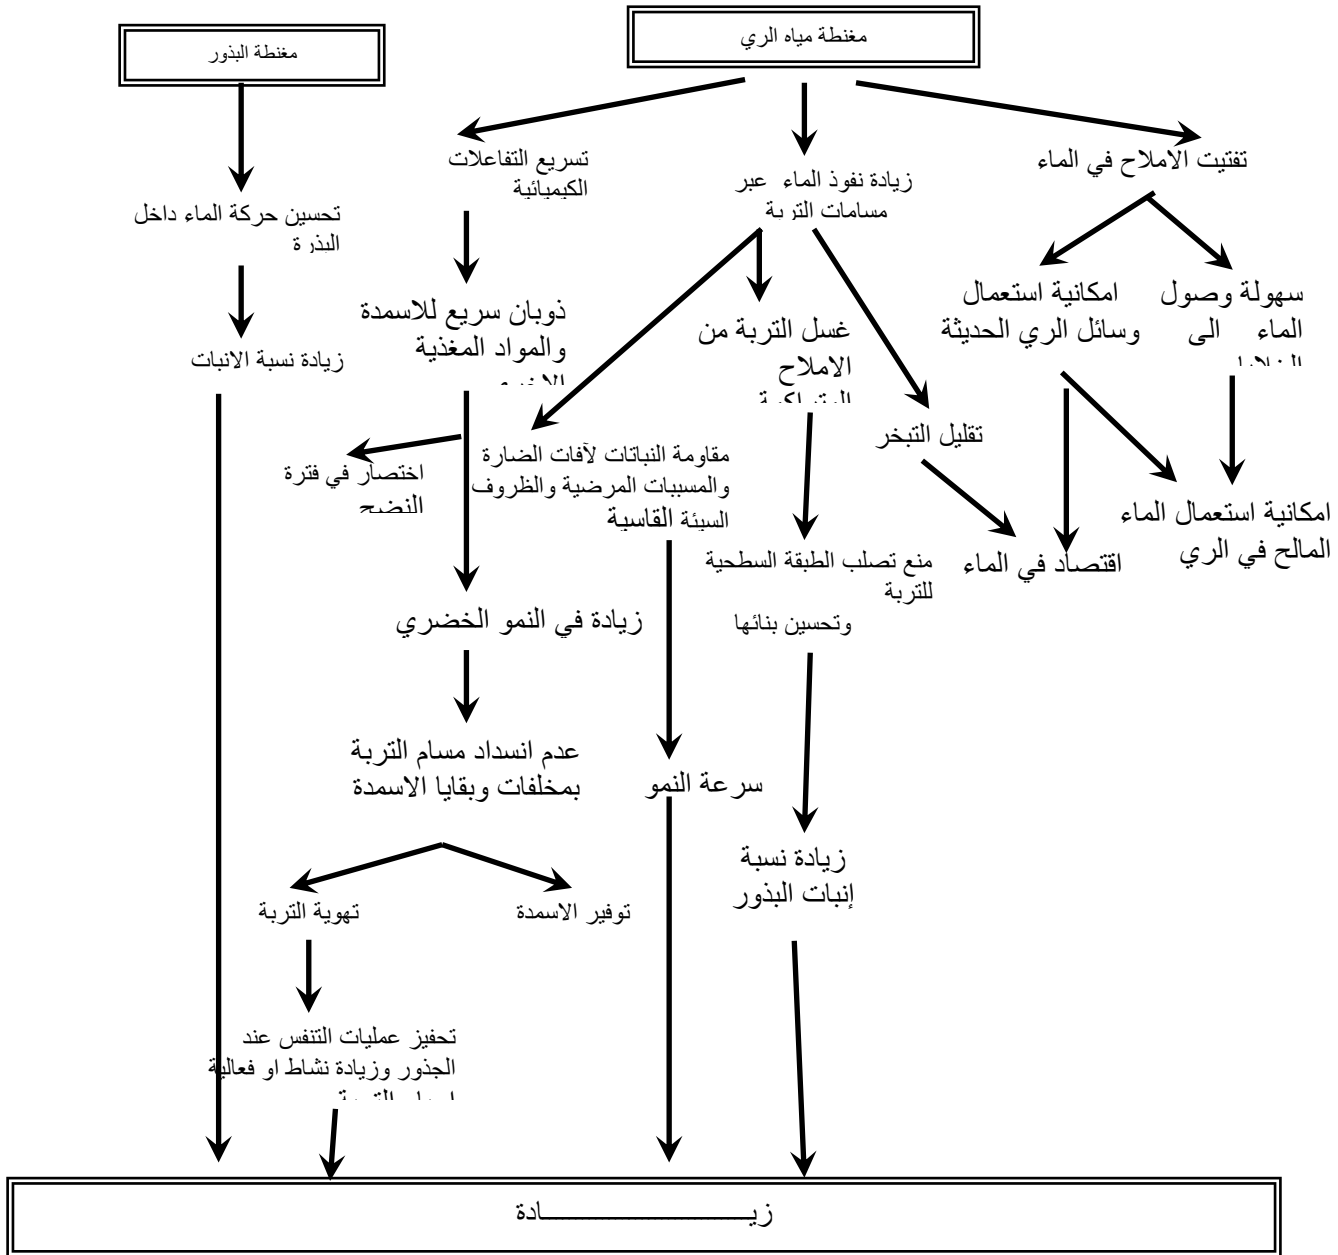 مغنطة مياه الري
مغنطة البذور
تفتيت الاملاح في الماء
زيادة نفوذ الماء عبر
مسامات التربة
تسريع التفاعلات
الكيميائية
تحسين حركة الماء داخل
البذرة
سهولة وصول
الماء الى
امكانية استعمال
وسائل الري الحديثة
غسل التربة من
الاملاح
ذوبان سريع للاسمدة
والمواد المغذية
زيادة نسبة الانبات
تقليل التبخر
مقاومة النباتات لآفات الضارة
والمسببات المرضية والظروف
السيئة القاسية
اختصار في فترة
النضج
امكانية استعمال الماء
المالح في الري
اقتصاد في الماء
منع تصلب الطبقة السطحية
للتربة
وتحسين بنائها
زيادة في النمو الخضري
عدم انسداد مسام التربة
بمخلفات وبقايا الاسمدة
سرعة النمو
زيادة نسبة
إنبات البذور
توفير الاسمدة
تهوية التربة
تحفيز عمليات التنفس عند
الجذور وزيادة نشاط او فعالية
زيـــــــــــــادة